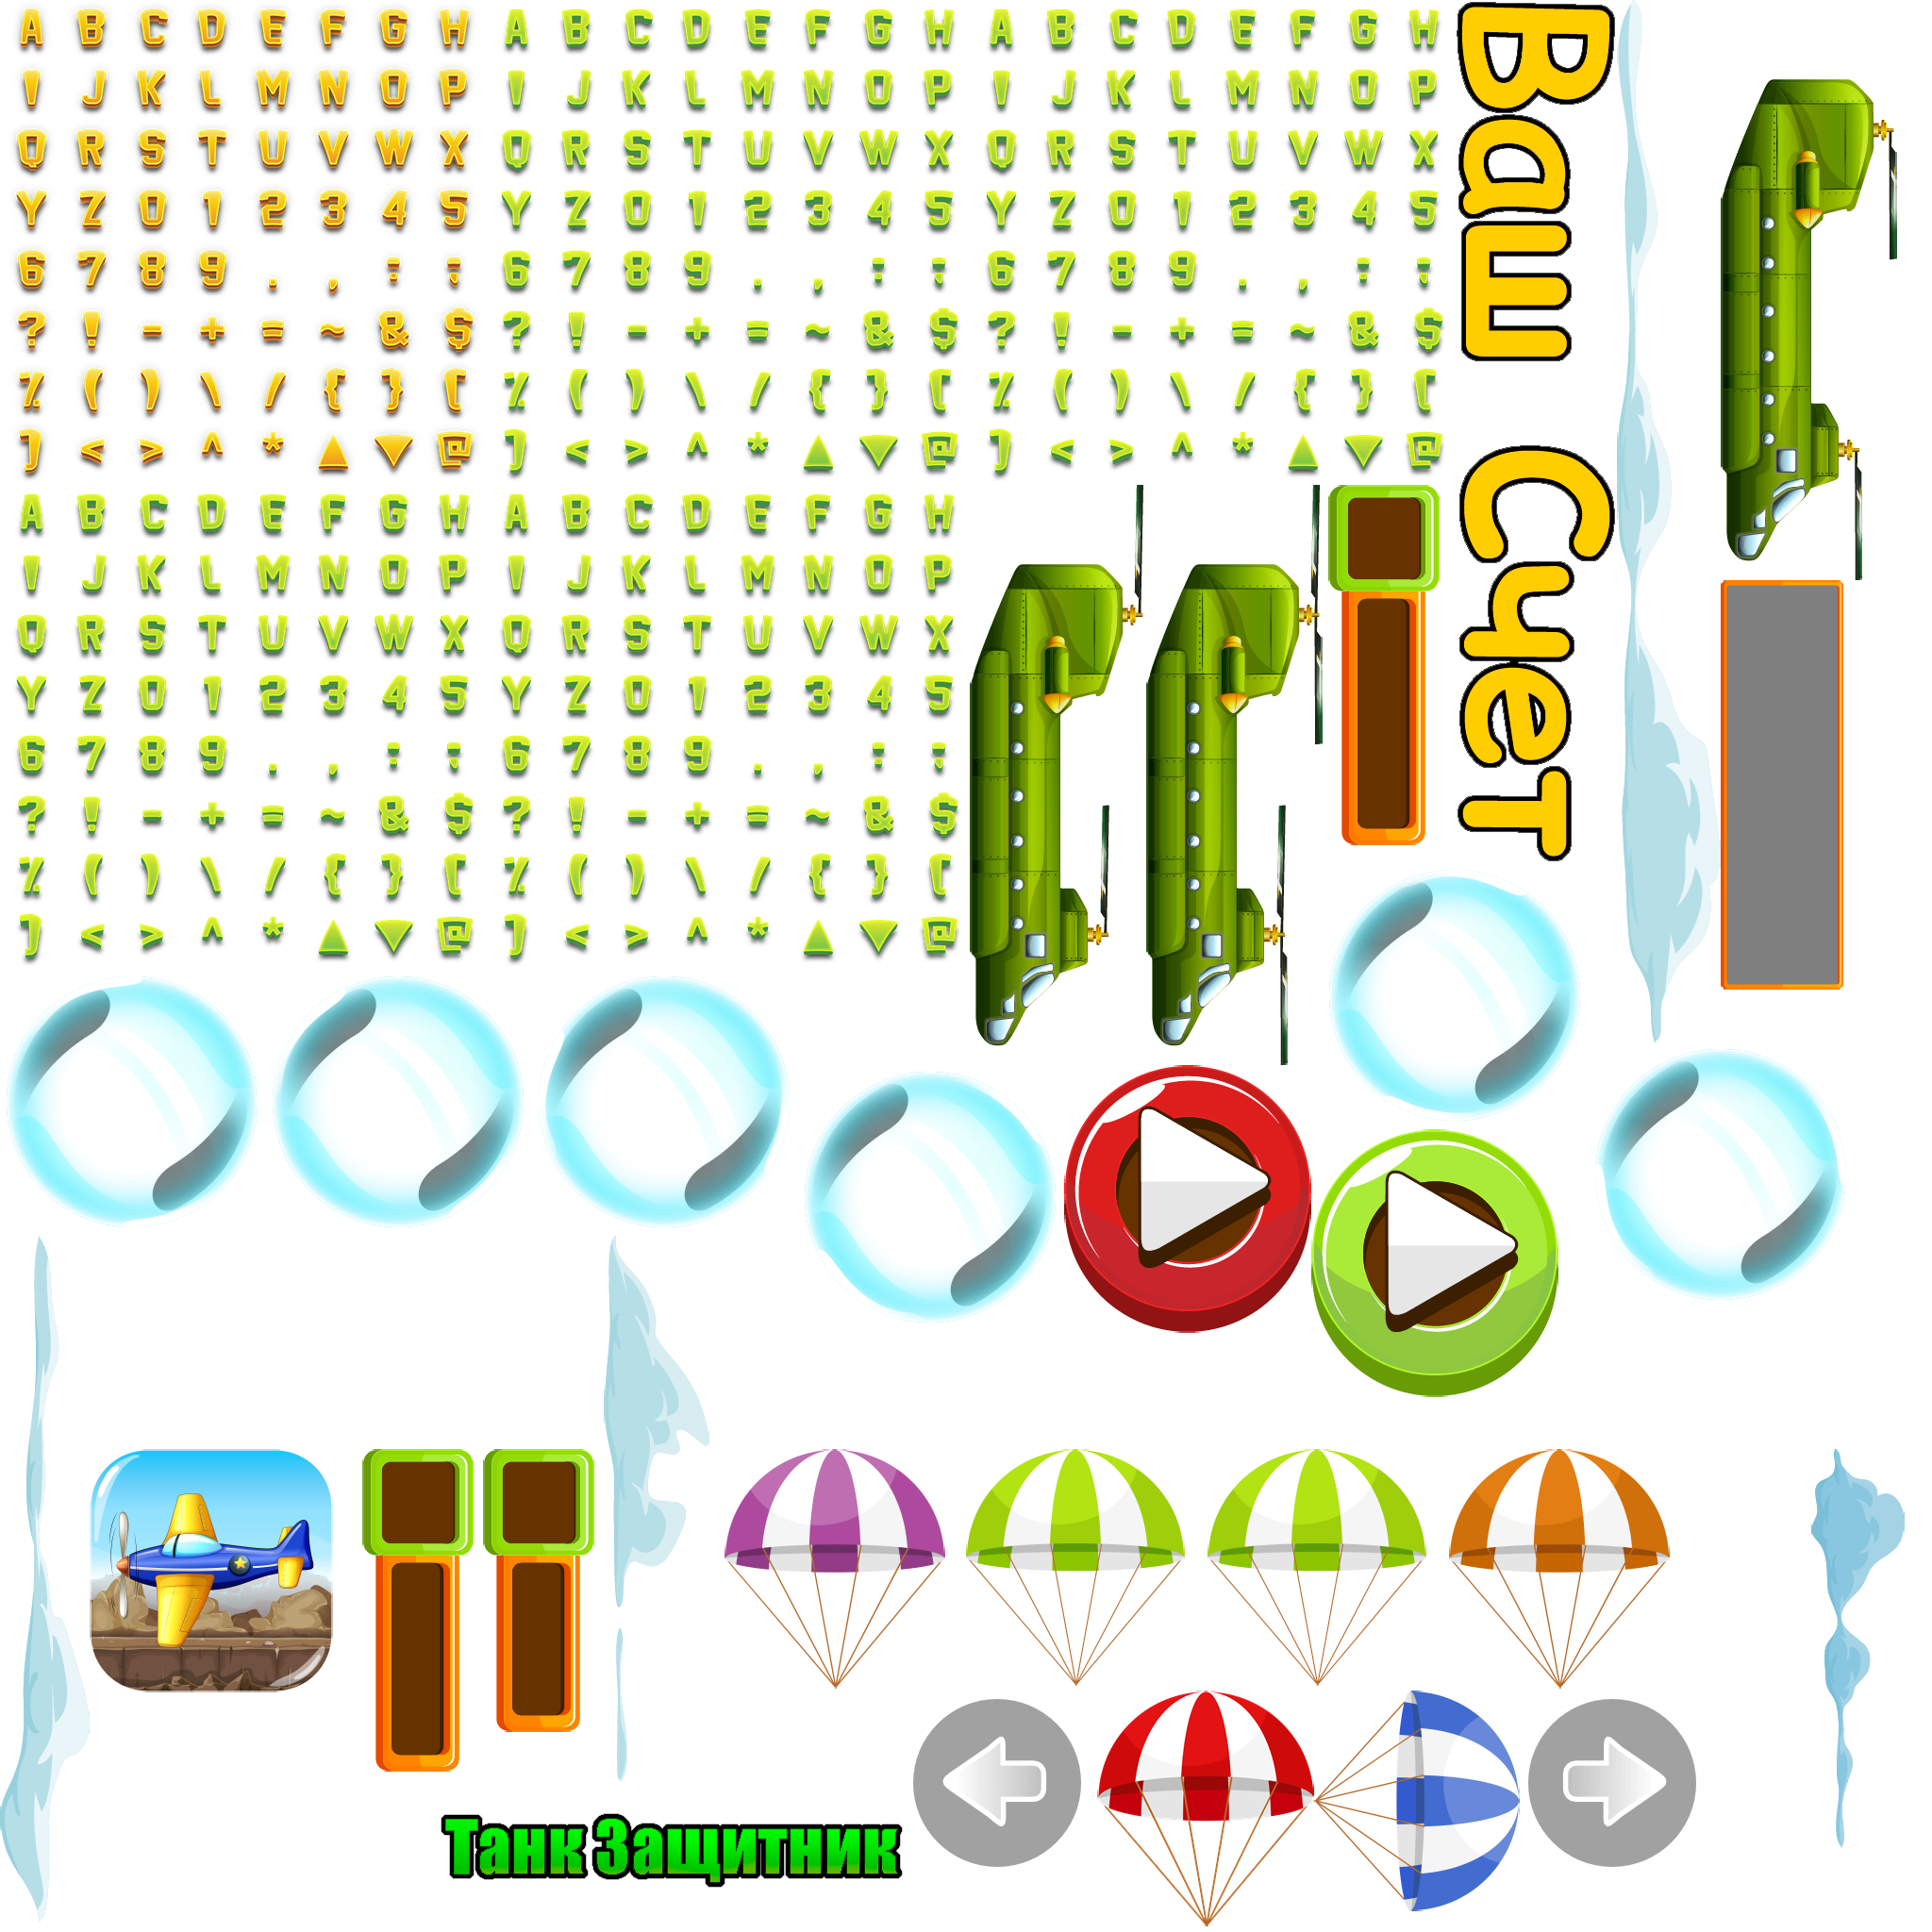 A B C D E F G H A B C D E F G H A B C D E F G H
I J K L M N O P I J K L M N O P I J K L M N O P
Q R S T U V W X Q R S T U V W X Q R S T U V W X
Y Z 0 1 2 3 4 5 Y Z 0 1 2 3 4 5 Y Z 0 1 2 3 4 5
6 7 8 9 . , : ; 6 7 8 9 . , : ; 6 7 8 9 . , : ;
? ! - + = ~ & $ ? ! - + = ~ & $ ? ! - + = ~ & $
% ( ) \ / { } [ % ( ) \ / { } [ % ( ) \ / { } [
] < > ^ * ▲ ▼ @ ] < > ^ * ▲ ▼ @ ] < > ^ * ▲ ▼ @
Ваш Счет
A B C D E F G H A B C D E F G H
I J K L M N O P I J K L M N O P
Q R S T U V W X Q R S T U V W X
Y Z 0 1 2 3 4 5 Y Z 0 1 2 3 4 5
6 7 8 9 . , : ; 6 7 8 9 . , : ;
? ! - + = ~ & $ ? ! - + = ~ & $
% ( ) \ / { } [ % ( ) \ / { } [
] < > ^ * ▲ ▼ @ ] < > ^ * ▲ ▼ @
Танк Защитник